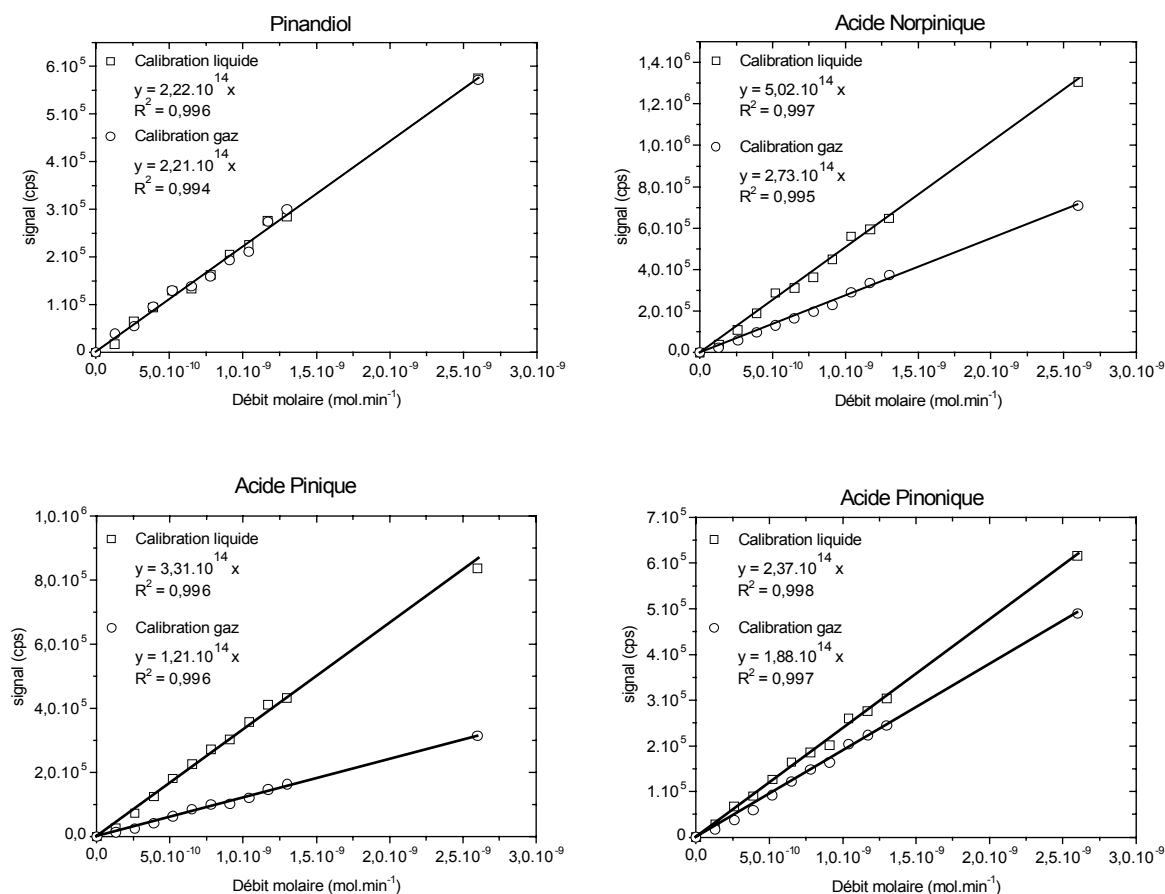 Pinandiol
Calibration liquide
y = 2,22.10^14 x
R² = 0,996
Calibration gaz
y = 2,21.10^14 x
R² = 0,994
6.10^5
5.10^5
4.10^5
3.10^5
2.10^5
1.10^5
0
signal (cps)
0,0 5,0.10^-10 1,0.10^-9 1,5.10^-9 2,0.10^-9 2,5.10^-9 3,0.10^-9
Débit molaire (mol.min^-1)
Acide Norpinique
Calibration liquide
y = 5,02.10^14 x
R² = 0,997
Calibration gaz
y = 2,73.10^14 x
R² = 0,995
1,4.10^6
1,2.10^6
1,0.10^6
8,0.10^5
6,0.10^5
4,0.10^5
2,0.10^5
0,0
signal (cps)
0,0 5,0.10^-10 1,0.10^-9 1,5.10^-9 2,0.10^-9 2,5.10^-9 3,0.10^-9
Débit molaire (mol.min^-1)
Acide Pinique
Calibration liquide
y = 3,31.10^14 x
R² = 0,996
Calibration gaz
y = 1,21.10^14 x
R² = 0,996
1,0.10^6
8,0.10^5
6,0.10^5
4,0.10^5
2,0.10^5
0,0
signal (cps)
0,0 5,0.10^-10 1,0.10^-9 1,5.10^-9 2,0.10^-9 2,5.10^-9 3,0.10^-9
Débit molaire (mol.min^-1)
Acide Pinonique
Calibration liquide
y = 2,37.10^14 x
R² = 0,998
Calibration gaz
y = 1,88.10^14 x
R² = 0,997
7.10^5
6.10^5
5.10^5
4.10^5
3.10^5
2.10^5
1.10^5
0
signal (cps)
0,0 5,0.10^-10 1,0.10^-9 1,5.10^-9 2,0.10^-9 2,5.10^-9 3,0.10^-9
Débit molaire (mol.min^-1)